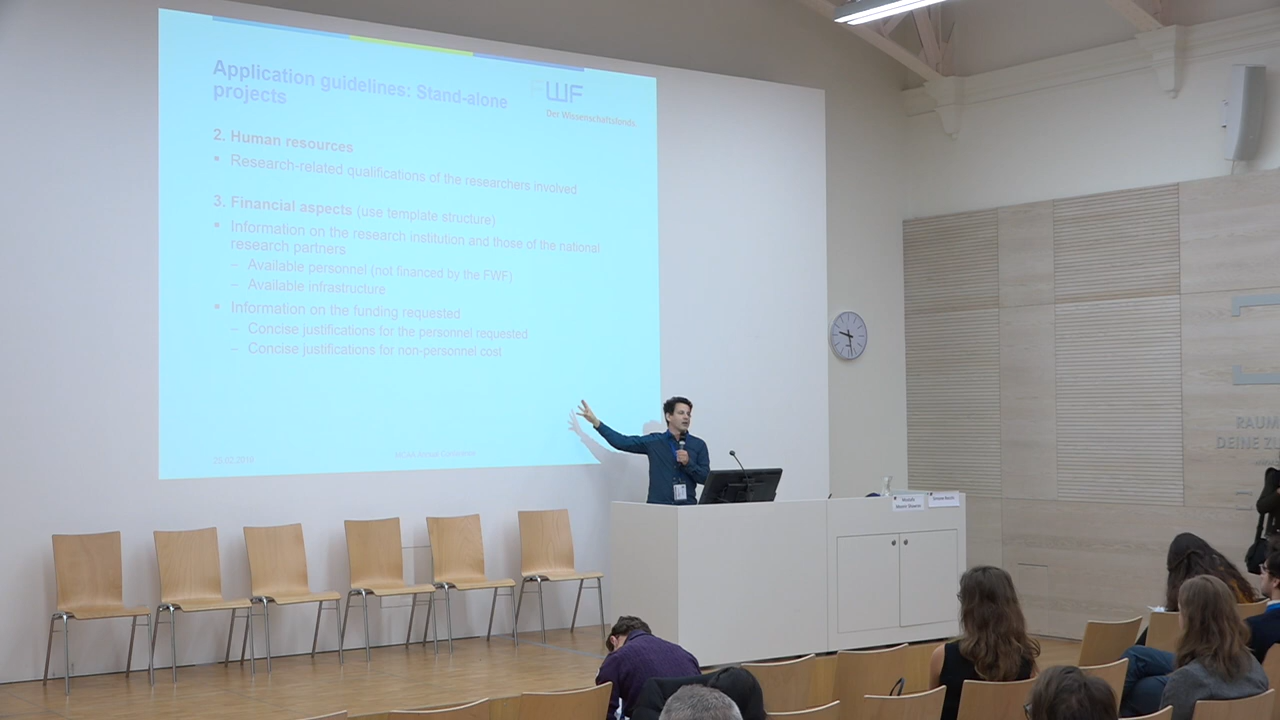 Application guidelines: Stand-alone
projects
FWF
Der Wissenschaftsfonds.
2. Human resources
▪ Research-related qualifications of the researchers involved
3. Financial aspects (use template structure)
▪ Information on the research institution and those of the national
research partners
– Available personnel (not financed by the FWF)
– Available infrastructure
▪ Information on the funding requested
– Concise justifications for the personnel requested
– Concise justifications for non-personnel cost
RAUM
DEINE